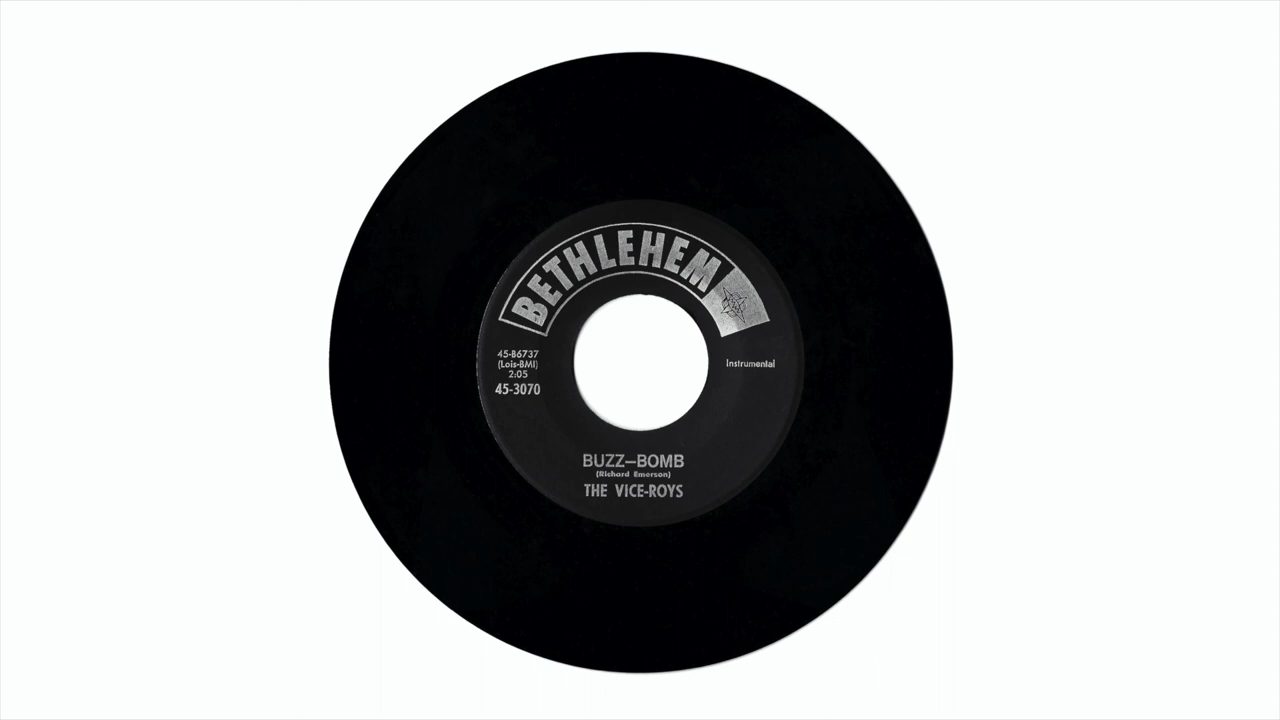 BETHLEHEM
45-B6737
(Lois-BMI)
2:05
45-3070
Instrumental
BUZZ—BOMB
(Richard Emerson)
THE VICE-ROYS